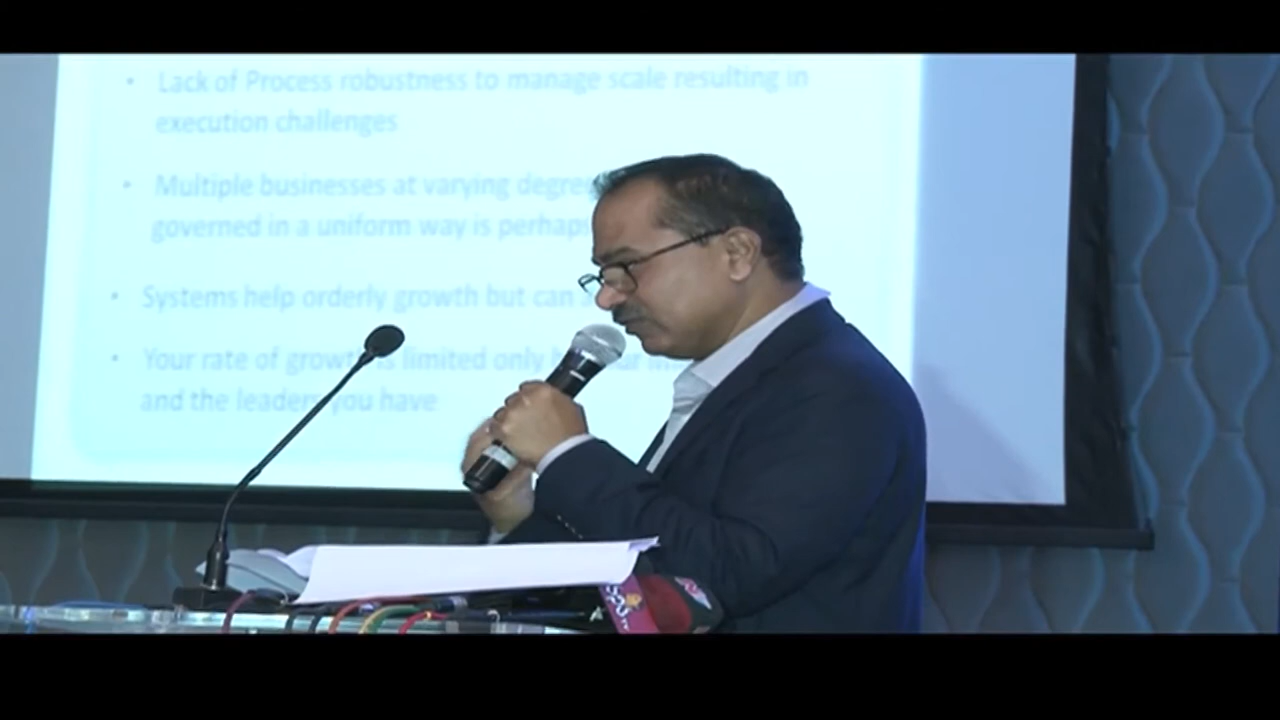 • Lack of Process robustness to manage scale resulting in
execution challenges
• Multiple businesses at varying degree
governed in a uniform way is perhaps
• Systems help orderly growth but can
• Your rate of growth is limited only
and the leaders you have